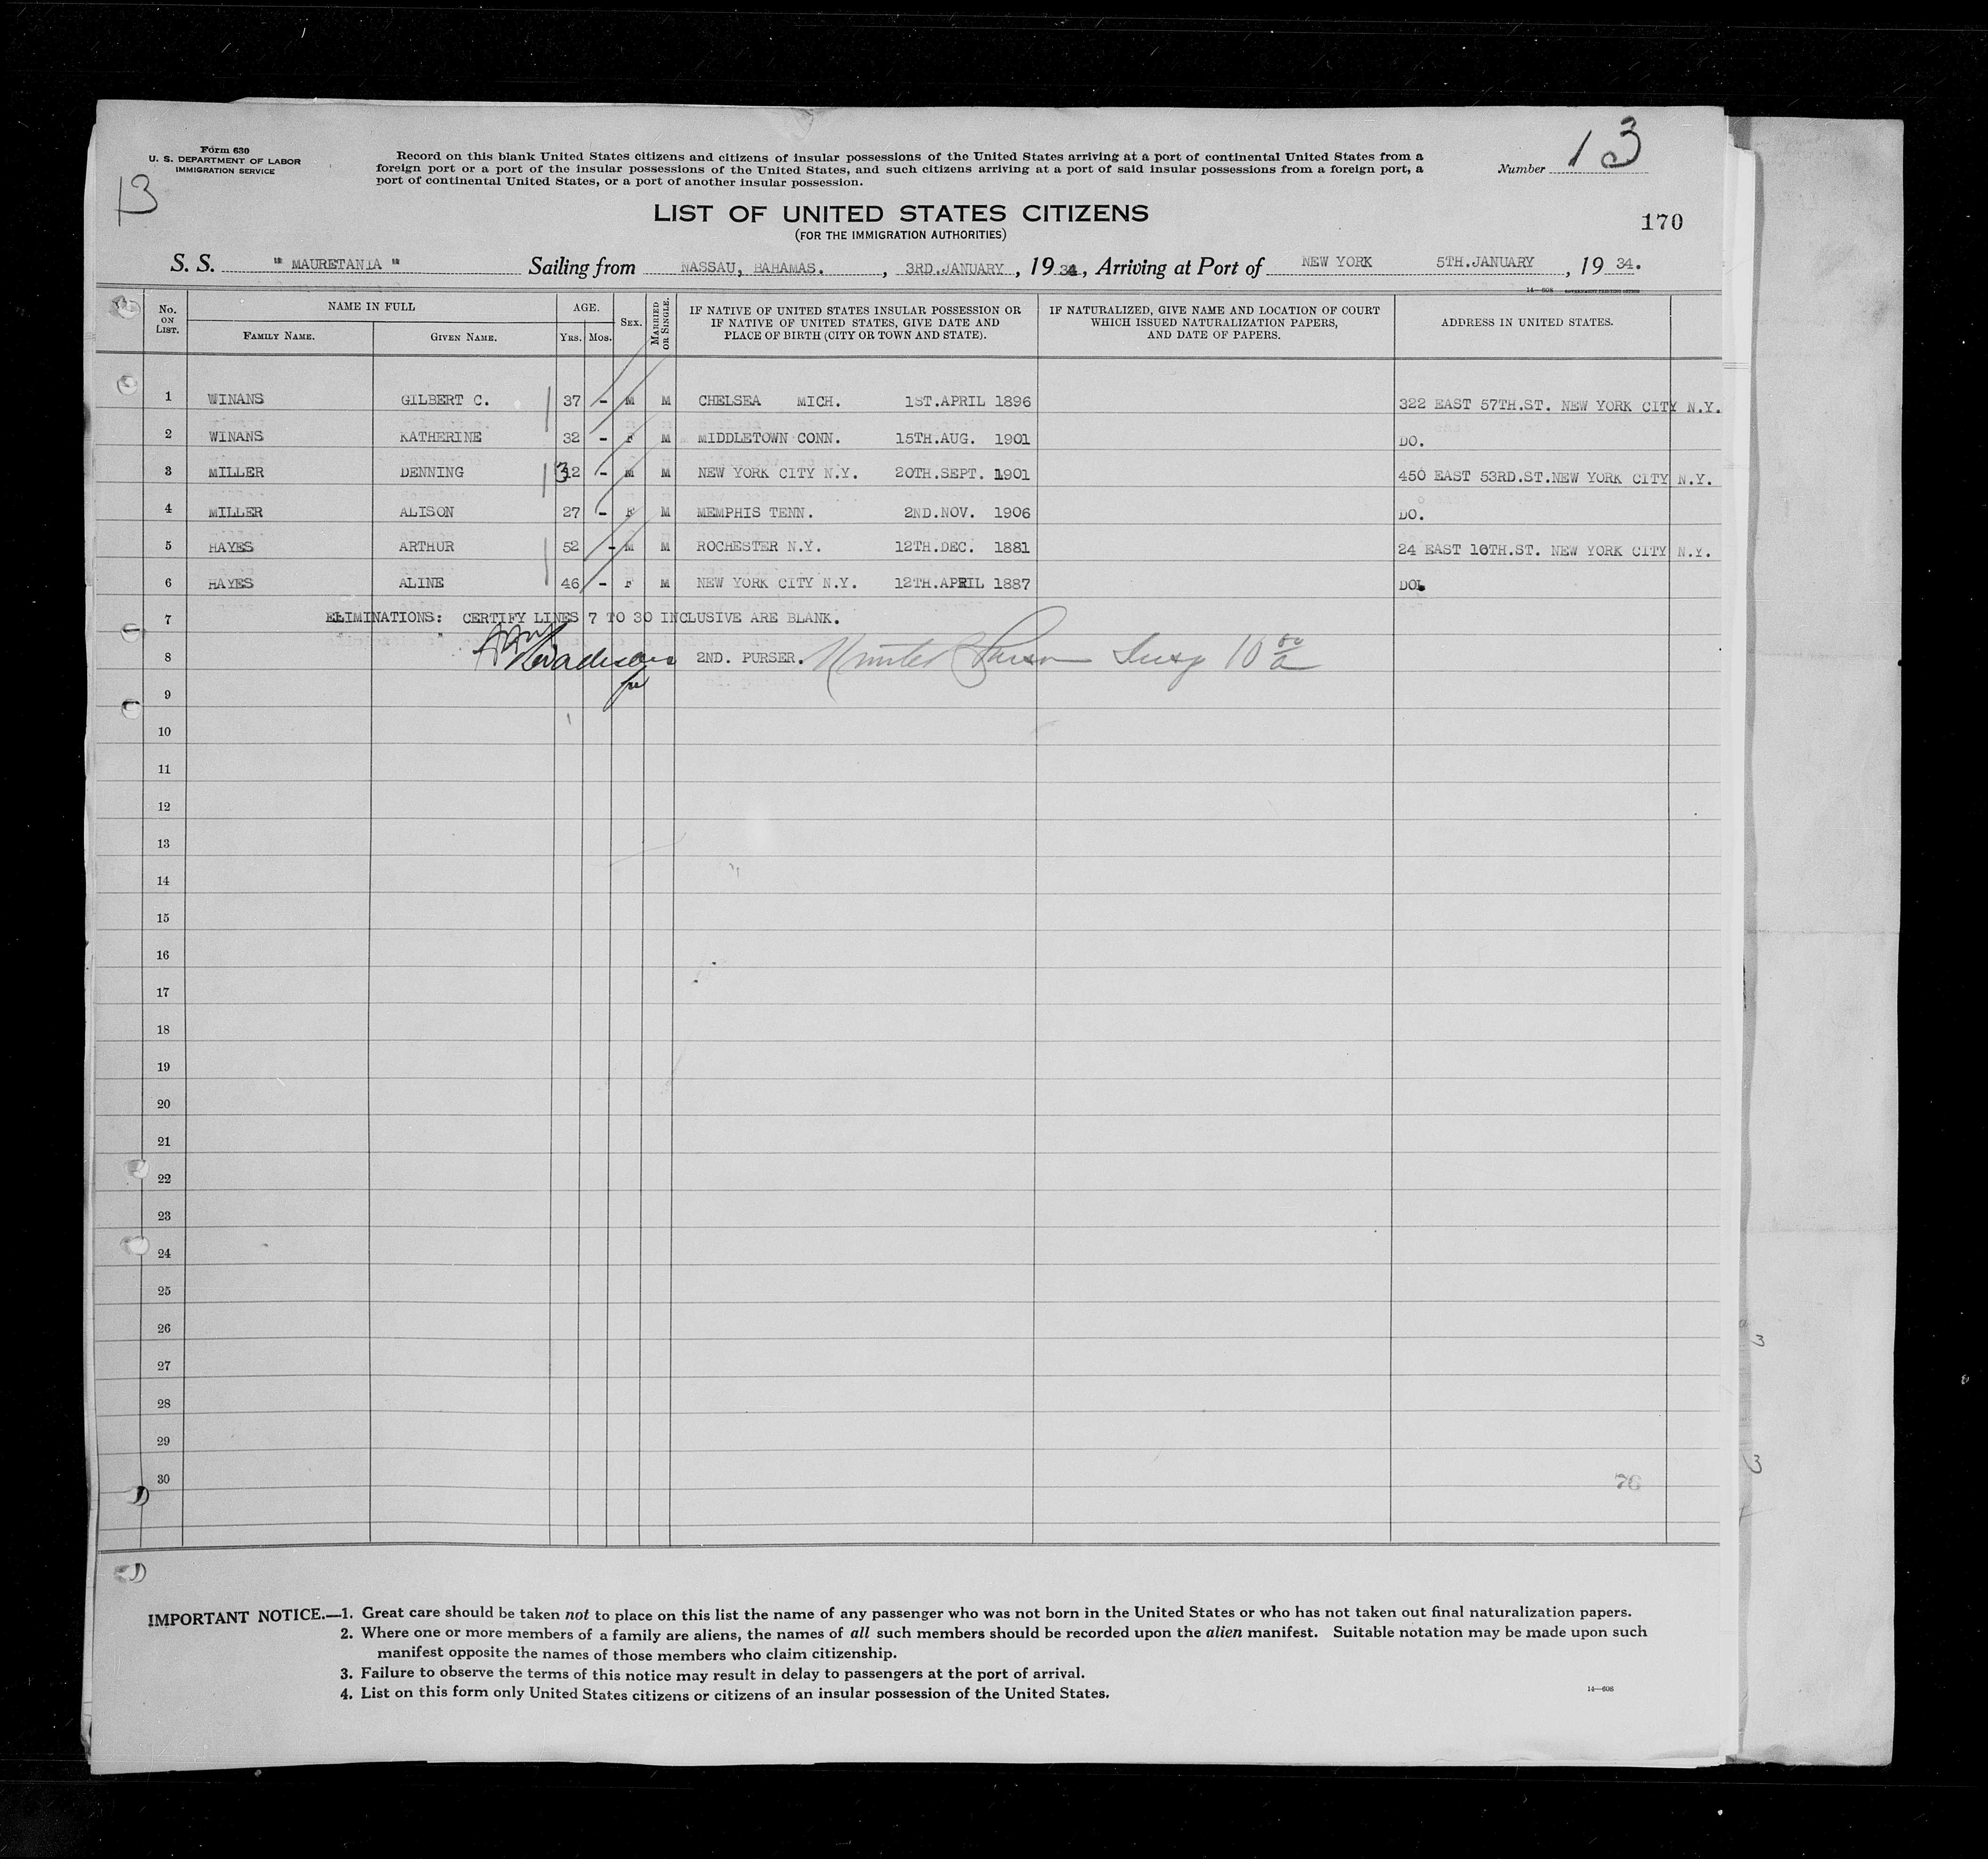 Form 630
U. S. DEPARTMENT OF LABOR
IMMIGRATION SERVICE
13
Record on this blank United States citizens and citizens of insular possessions of the United States arriving at a port of continental United States from a
foreign port or a port of the insular possessions of the United States, and such citizens arriving at a port of said insular possessions from a foreign port, a
port of continental United States, or a port of another insular possession.
Number 13
LIST OF UNITED STATES CITIZENS
(FOR THE IMMIGRATION AUTHORITIES)
170
S. S. " MAURETANIA " Sailing from NASSAU, BAHAMAS. , 3RD.JANUARY , 19 34, Arriving at Port of NEW YORK 5TH.JANUARY , 19 34.
14—608 GOVERNMENT PRINTING OFFICE
No. ON LIST. NAME IN FULL AGE. SEX. MARRIED OR SINGLE. IF NATIVE OF UNITED STATES INSULAR POSSESSION OR IF NATIVE OF UNITED STATES, GIVE DATE AND PLACE OF BIRTH (CITY OR TOWN AND STATE). IF NATURALIZED, GIVE NAME AND LOCATION OF COURT WHICH ISSUED NATURALIZATION PAPERS, AND DATE OF PAPERS. ADDRESS IN UNITED STATES.
FAMILY NAME. GIVEN NAME. YRS. MOS.
1 WINANS GILBERT C. 37 - M M CHELSEA MICH. 1ST.APRIL 1896 322 EAST 57TH.ST. NEW YORK CITY N.Y.
2 WINANS KATHERINE 32 - F M MIDDLETOWN CONN. 15TH.AUG. 1901 DO.
3 MILLER DENNING 32 - M M NEW YORK CITY N.Y. 20TH.SEPT. 1901 450 EAST 53RD.ST.NEW YORK CITY N.Y.
4 MILLER ALISON 27 - F M MEMPHIS TENN. 2ND.NOV. 1906 DO.
5 HAYES ARTHUR 52 - M M ROCHESTER N.Y. 12TH.DEC. 1881 24 EAST 10TH.ST. NEW YORK CITY N.Y.
6 HAYES ALINE 46 - F M NEW YORK CITY N.Y. 12TH.APRIL 1887 DO.
7 ELIMINATIONS: CERTIFY LINES 7 TO 30 INCLUSIVE ARE BLANK.
8 2ND. PURSER. Insp 10
9
10
11
12
13
14
15
16
17
18
19
20
21
22
23
24
25
26
27
28
29
30
76
IMPORTANT NOTICE.—1. Great care should be taken not to place on this list the name of any passenger who was not born in the United States or who has not taken out final naturalization papers.
2. Where one or more members of a family are aliens, the names of all such members should be recorded upon the alien manifest. Suitable notation may be made upon such
manifest opposite the names of those members who claim citizenship.
3. Failure to observe the terms of this notice may result in delay to passengers at the port of arrival.
4. List on this form only United States citizens or citizens of an insular possession of the United States.
14—608
3
3